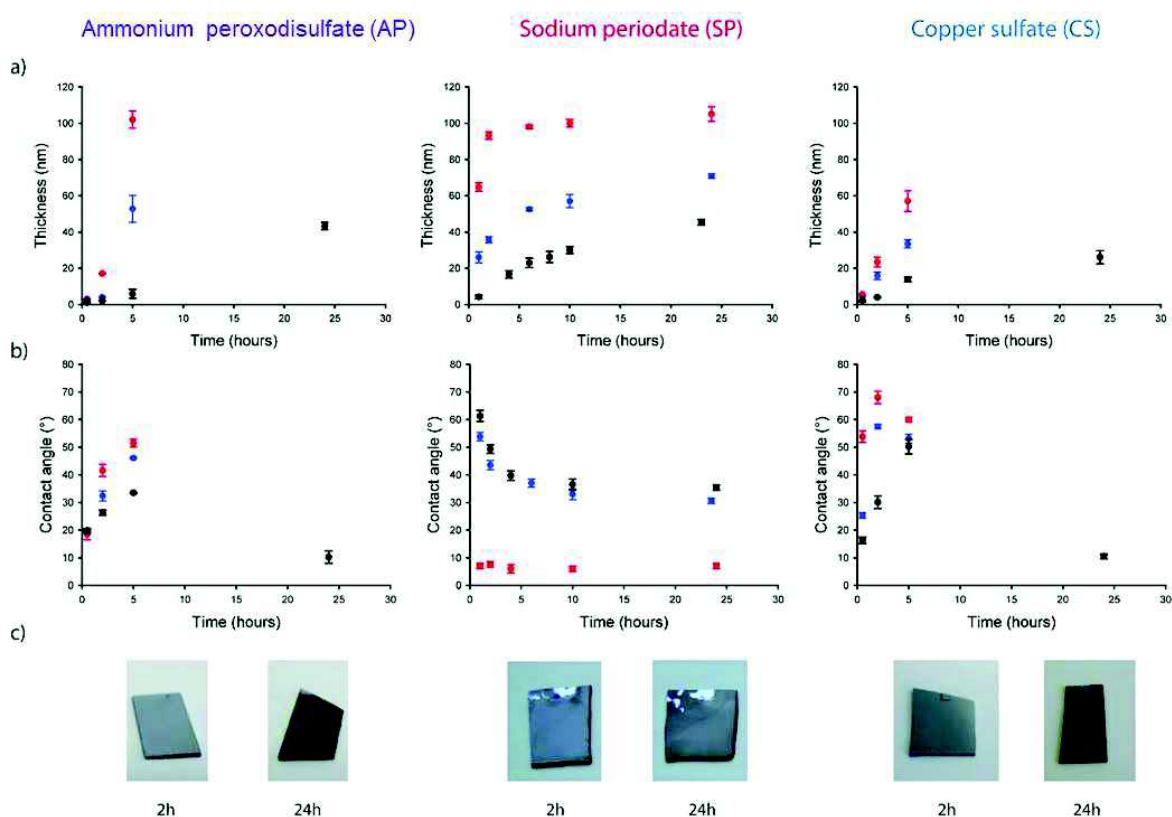 Ammonium peroxodisulfate (AP) Sodium periodate (SP) Copper sulfate (CS)
a)
120 120 120
100 100 100
80 80 80
60 60 60
40 40 40
20 20 20
0 0 0
Thickness (nm) Thickness (nm) Thickness (nm)
0 5 10 15 20 25 30 0 5 10 15 20 25 30 0 5 10 15 20 25 30
Time (hours) Time (hours) Time (hours)
b)
80 80 80
70 70 70
60 60 60
50 50 50
40 40 40
30 30 30
20 20 20
10 10 10
0 0 0
Contact angle (°) Contact angle (°) Contact angle (°)
0 5 10 15 20 25 30 0 5 10 15 20 25 30 0 5 10 15 20 25 30
Time (hours) Time (hours) Time (hours)
c)
2h 24h 2h 24h 2h 24h